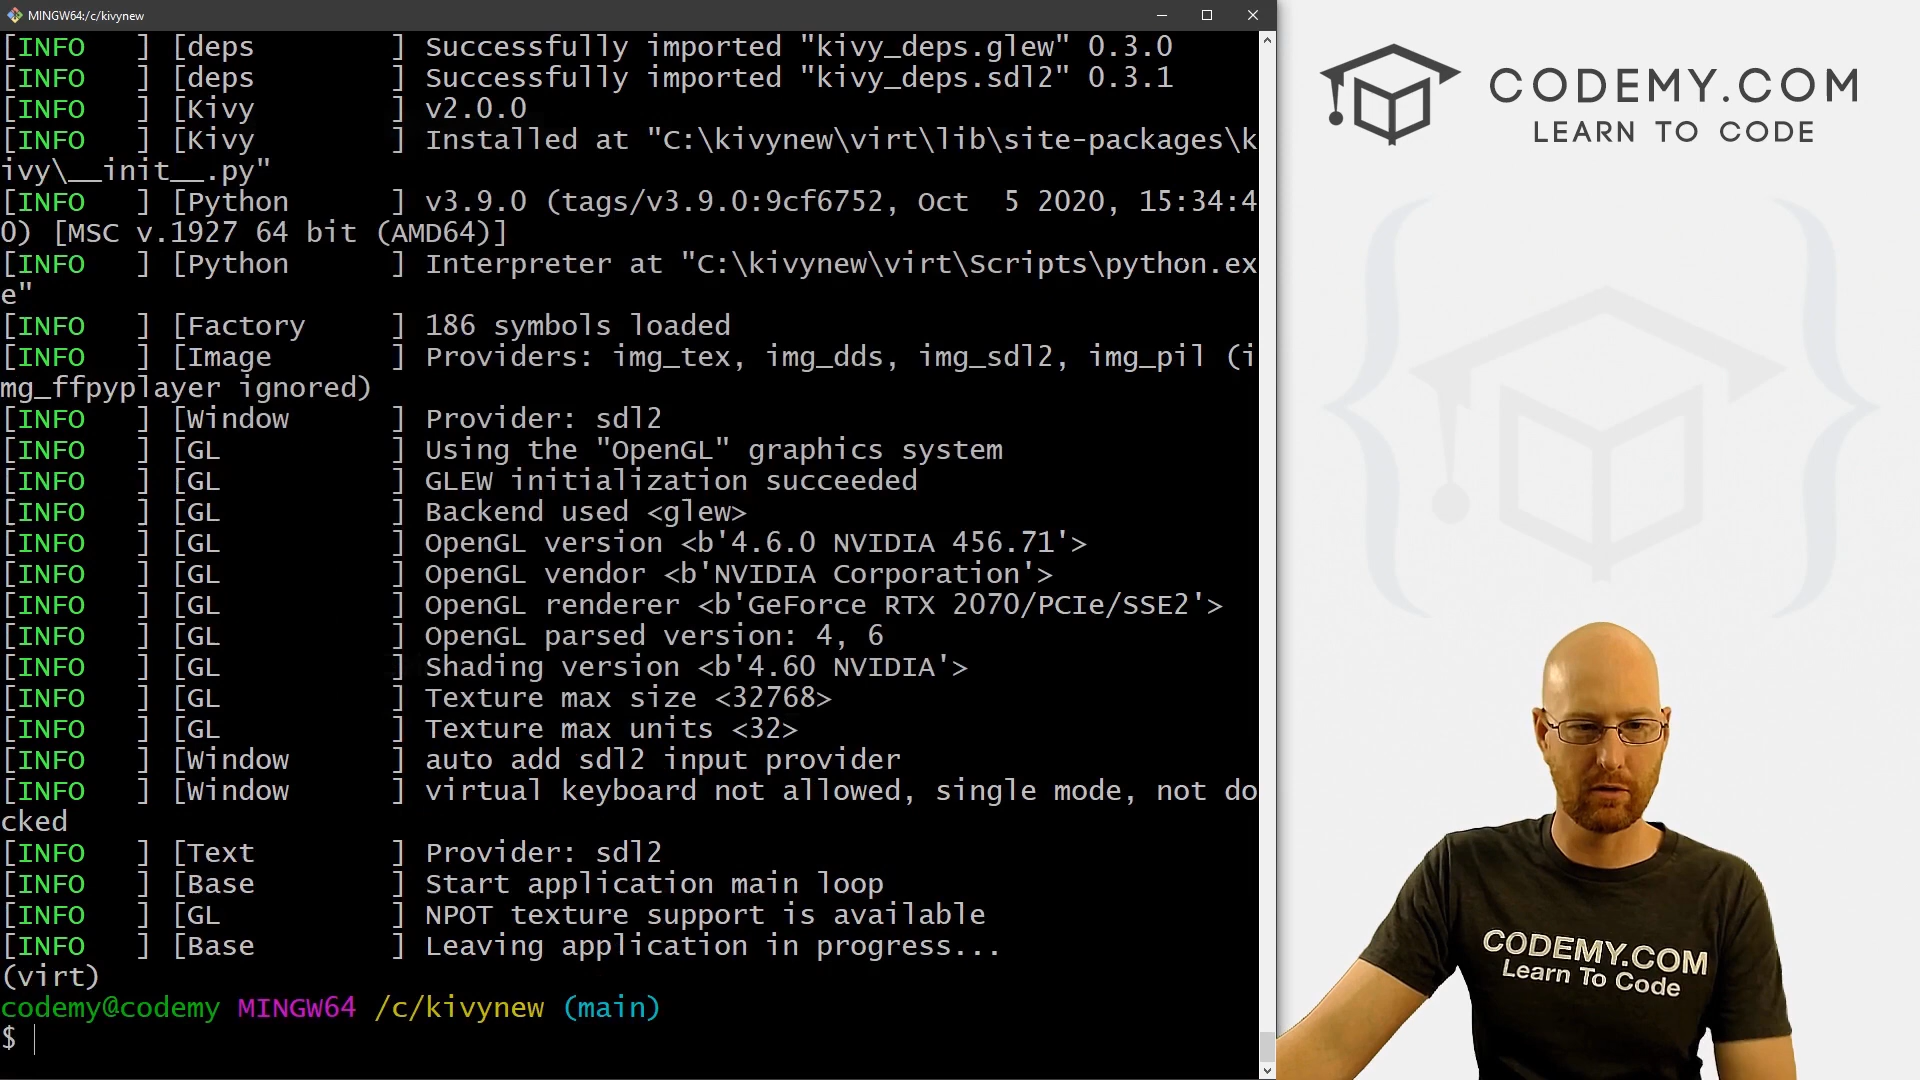 MINGW64:/c/kivynew
[INFO   ] [deps        ] Successfully imported "kivy_deps.glew" 0.3.0
[INFO   ] [deps        ] Successfully imported "kivy_deps.sdl2" 0.3.1
[INFO   ] [Kivy        ] v2.0.0
[INFO   ] [Kivy        ] Installed at "C:\kivynew\virt\lib\site-packages\k
ivy\__init__.py"
[INFO   ] [Python      ] v3.9.0 (tags/v3.9.0:9cf6752, Oct  5 2020, 15:34:4
0) [MSC v.1927 64 bit (AMD64)]
[INFO   ] [Python      ] Interpreter at "C:\kivynew\virt\Scripts\python.ex
e"
[INFO   ] [Factory     ] 186 symbols loaded
[INFO   ] [Image       ] Providers: img_tex, img_dds, img_sdl2, img_pil (i
mg_ffpyplayer ignored)
[INFO   ] [Window      ] Provider: sdl2
[INFO   ] [GL          ] Using the "OpenGL" graphics system
[INFO   ] [GL          ] GLEW initialization succeeded
[INFO   ] [GL          ] Backend used <glew>
[INFO   ] [GL          ] OpenGL version <b'4.6.0 NVIDIA 456.71'>
[INFO   ] [GL          ] OpenGL vendor <b'NVIDIA Corporation'>
[INFO   ] [GL          ] OpenGL renderer <b'GeForce RTX 2070/PCIe/SSE2'>
[INFO   ] [GL          ] OpenGL parsed version: 4, 6
[INFO   ] [GL          ] Shading version <b'4.60 NVIDIA'>
[INFO   ] [GL          ] Texture max size <32768>
[INFO   ] [GL          ] Texture max units <32>
[INFO   ] [Window      ] auto add sdl2 input provider
[INFO   ] [Window      ] virtual keyboard not allowed, single mode, not do
cked
[INFO   ] [Text        ] Provider: sdl2
[INFO   ] [Base        ] Start application main loop
[INFO   ] [GL          ] NPOT texture support is available
[INFO   ] [Base        ] Leaving application in progress...
(virt)
codemy@codemy MINGW64 /c/kivynew (main)
$
CODEMY.COM
LEARN TO CODE
CODEMY.COM
Learn To Code